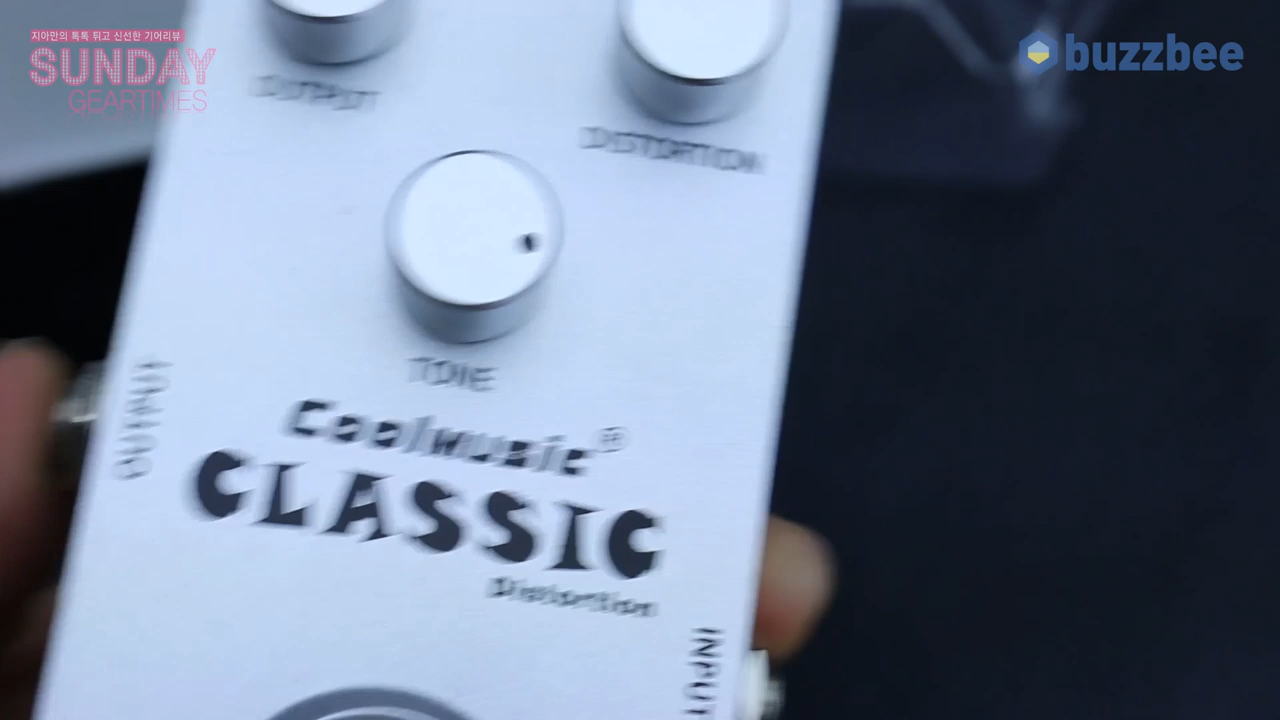 지아만의 톡톡 튀고 신선한 기어리뷰
SUNDAY
GEARTIMES
buzzbee
OUTPUT
DISTORTION
TONE
OUTPUT
CoolMusic®
CLASSIC
Distortion
INPUT